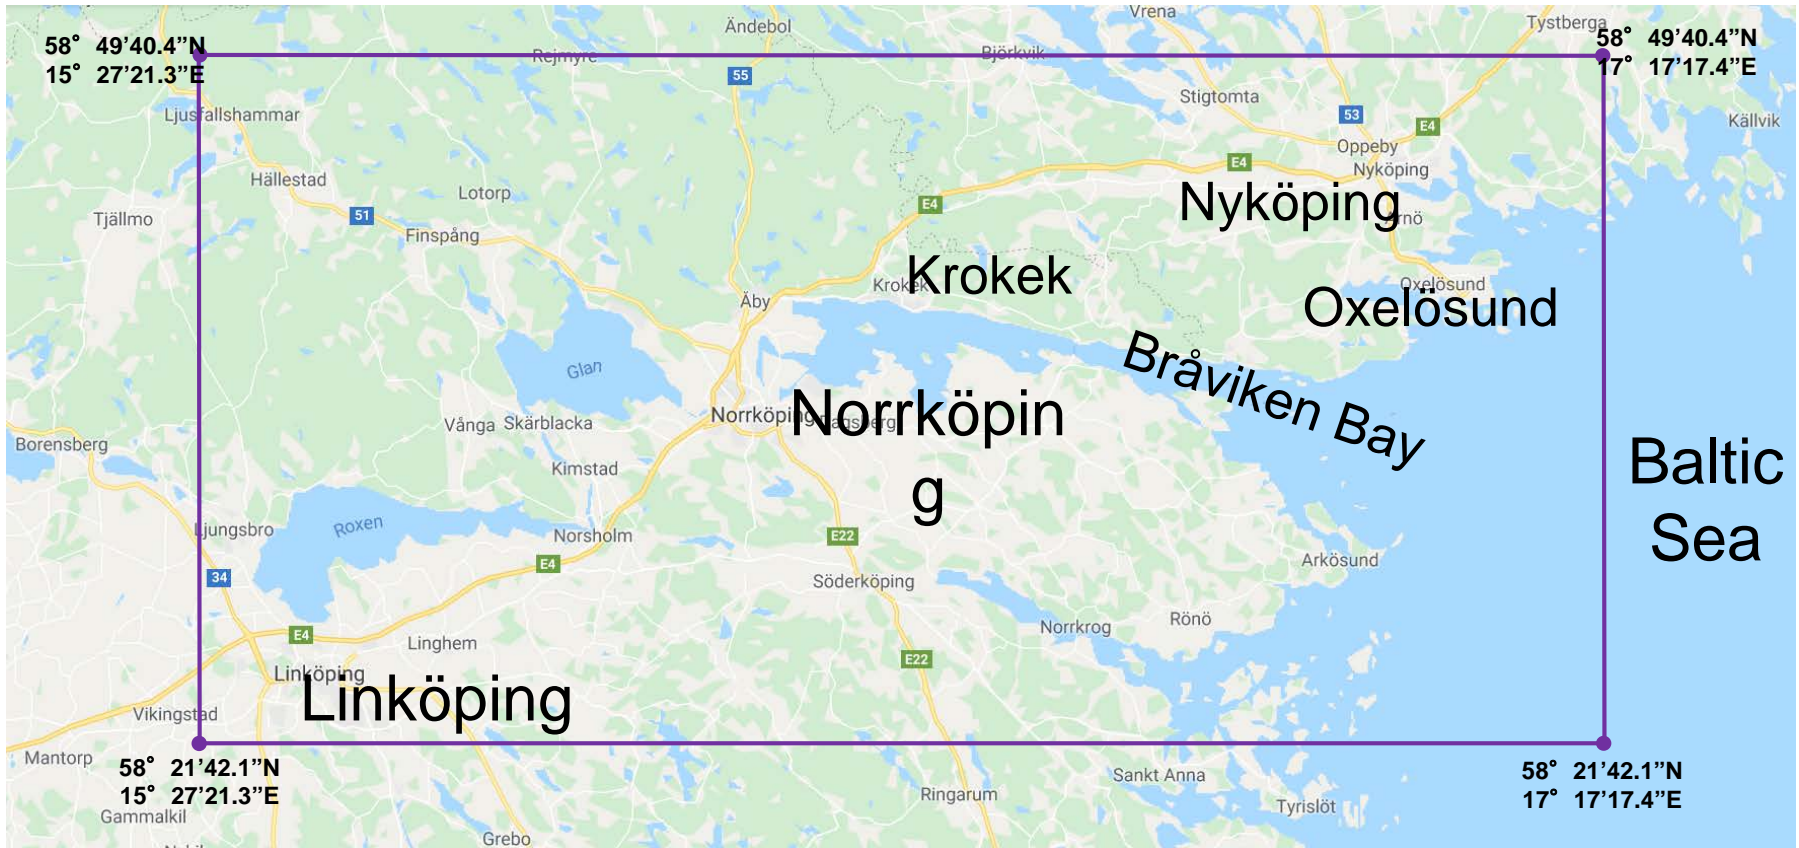 Vrena
Ändebol
Tystberga
58° 49’40.4”N
15° 27’21.3”E
58° 49’40.4”N
17° 17’17.4”E
Rejmyre
Björkvik
55
Stigtomta
Ljusfallshammar
53
E4
Källvik
Oppeby
Hällestad
Lotorp
E4
Nyköping
Nyköping
Tjällmo
51
E4
Arnö
Finspång
Krokek
Krokek
Oxelösund
Oxelösund
Äby
Bråviken Bay
Glan
Norrköping
Dagsberg
Norrköpin
g
Vånga
Skärblacka
Borensberg
Kimstad
Baltic
Sea
Ljungsbro
Roxen
Norsholm
E22
E4
Arkösund
34
Söderköping
E4
Linghem
Norrkrog
Rönö
E22
Linköping
Linköping
Vikingstad
Mantorp
58° 21’42.1”N
15° 27’21.3”E
58° 21’42.1”N
17° 17’17.4”E
Sankt Anna
Ringarum
Tyrislöt
Gammalkil
Grebo